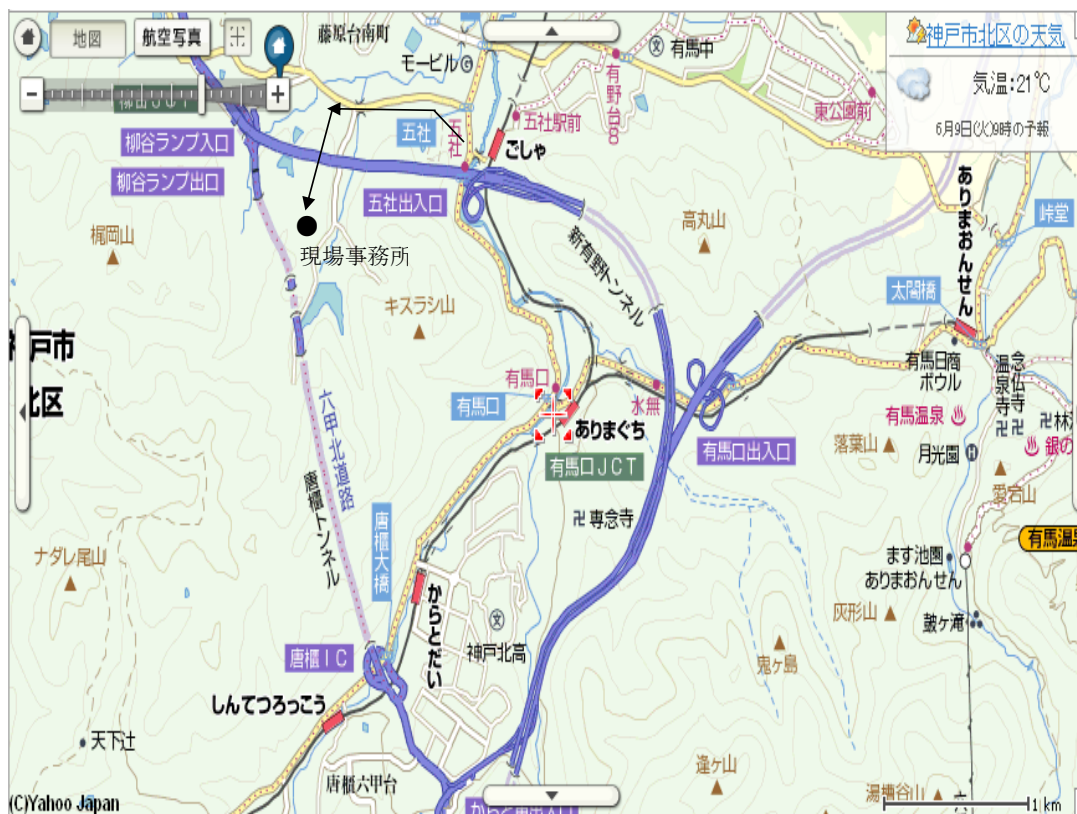 地図
航空写真
藤原台南町
モービル
有馬中
有野台口
東公園前
神戸市北区の天気
気温:21℃
6月9日(火)9時の予報
柳谷JCT
柳谷ランプ入口
柳谷ランプ出口
五社
五社
五社駅前
ごしゃ
五社出入口
梶岡山
現場事務所
キスラシ山
新有野トンネル
高丸山
ありまおんせん
峠堂
太閤橋
有馬日商
ボウル
温泉寺
念仏寺
神戸市
北区
六甲北道路
唐櫃トンネル
有馬口
有馬口
ありまぐち
有馬口JCT
水無
有馬口出入口
有馬温泉
落葉山
月光園
銀の
愛宕山
専念寺
有馬温泉
ます池園
ありまおんせん
灰形山
鼓ヶ滝
ナダレ尾山
唐櫃大橋
からとだい
神戸北高
鬼ヶ島
唐櫃IC
しんてつろっこう
天下辻
唐櫃六甲台
逢ヶ山
湯槽谷山
1km
(C)Yahoo Japan